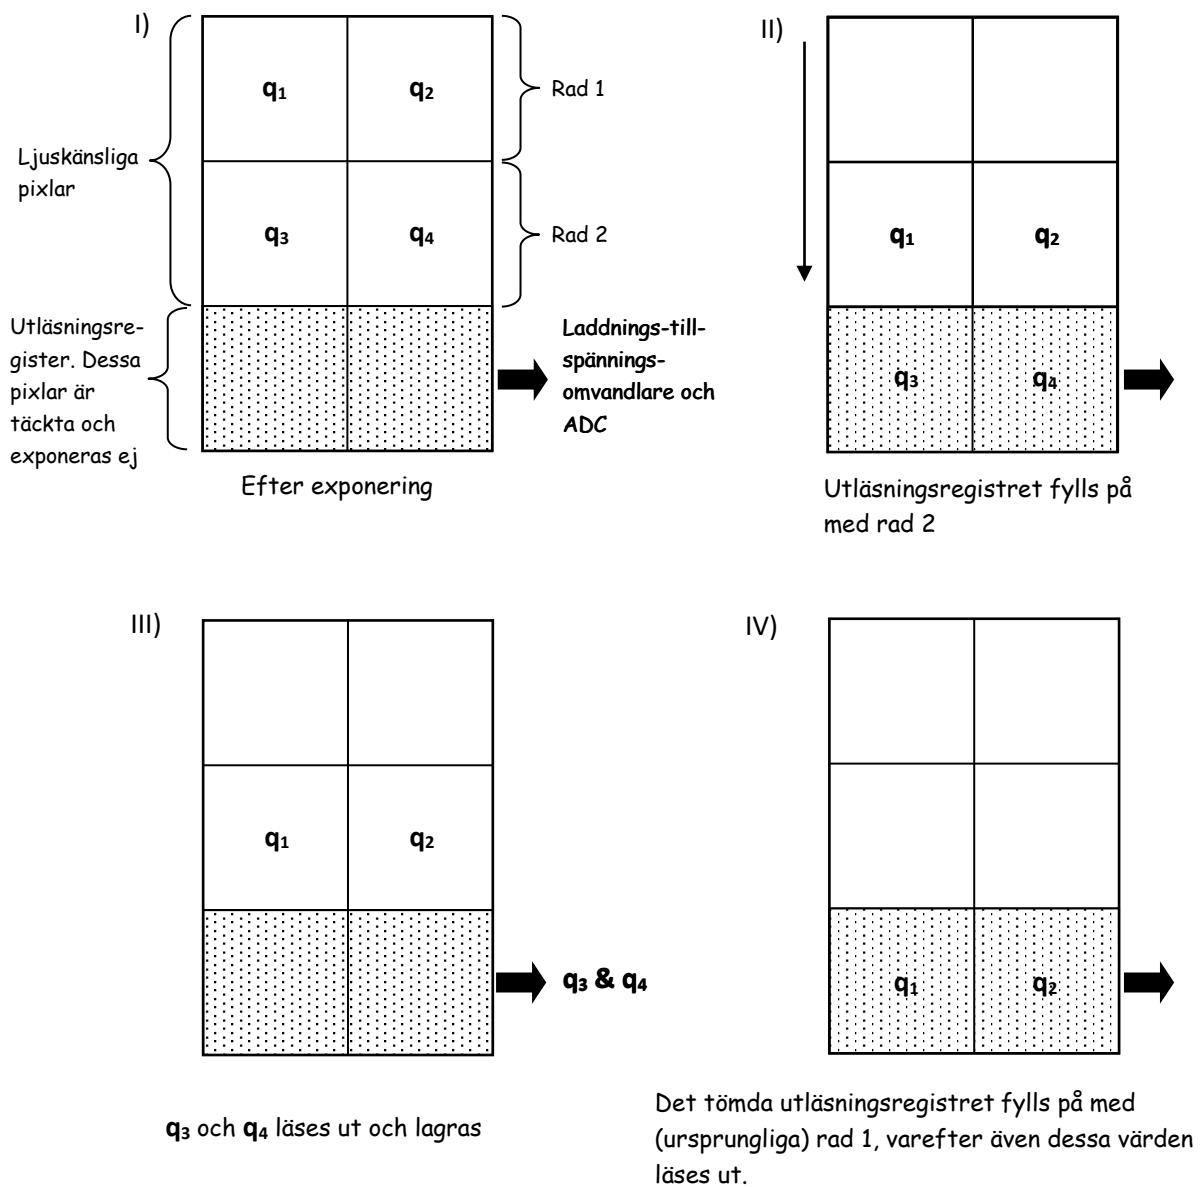 I)
q₁ q₂
Rad 1
Ljuskänsliga
pixlar
q₃ q₄
Rad 2
Utläsningsre-
gister. Dessa
pixlar är
täckta och
exponeras ej
Laddnings-till-
spännings-
omvandlare och
ADC
Efter exponering
II)
q₁ q₂
q₃ q₄
Utläsningsregistret fylls på
med rad 2
III)
q₁ q₂
q₃ & q₄
q₃ och q₄ läses ut och lagras
IV)
q₁ q₂
Det tömda utläsningsregistret fylls på med
(ursprungliga) rad 1, varefter även dessa värden
läses ut.